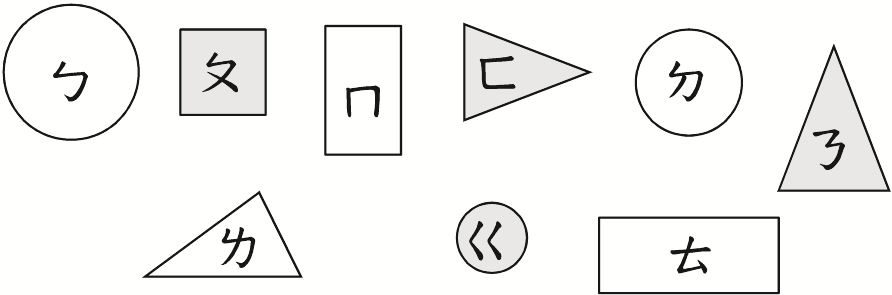 ㄅ ㄆ ㄇ ㄈ ㄉ ㄋ
ㄌ ㄍ ㄊ